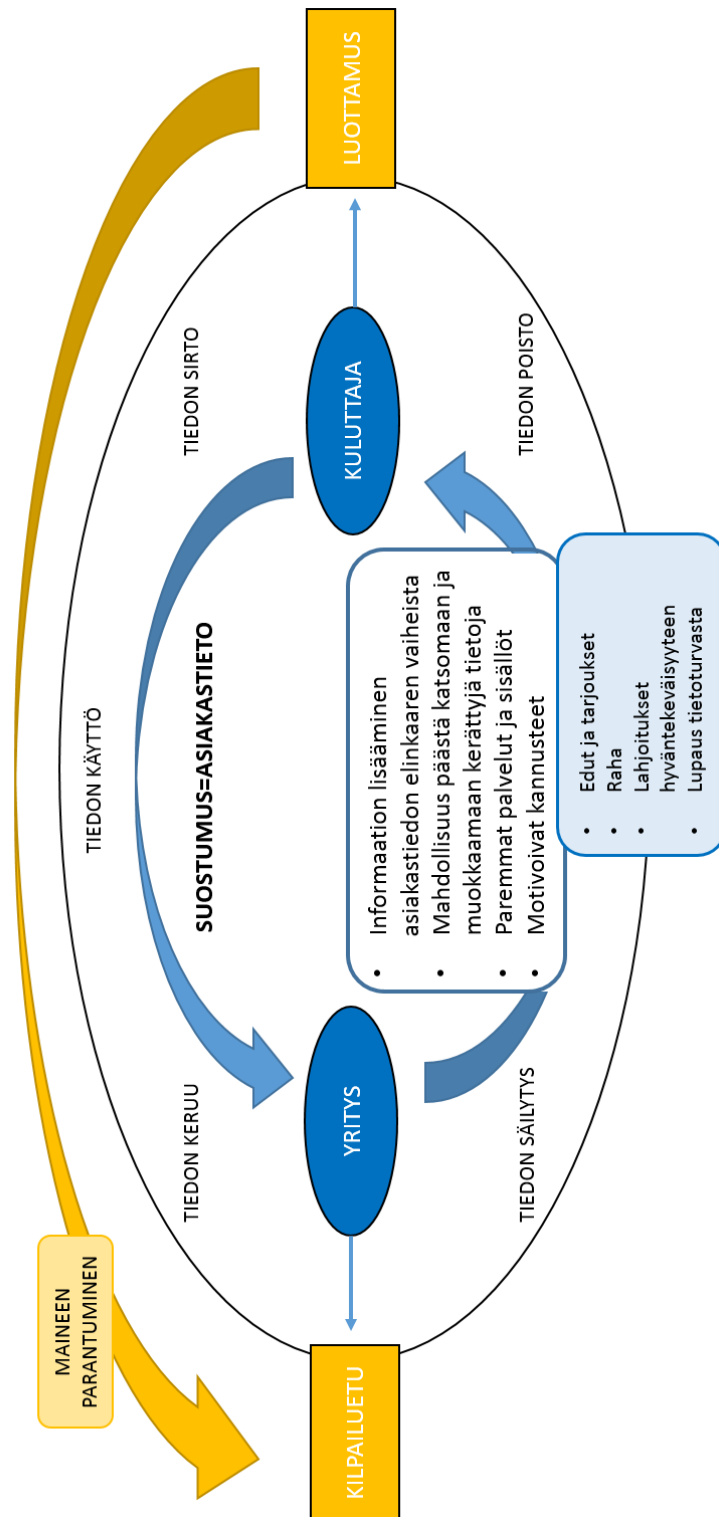 MAINEEN
PARANTUMINEN
TIEDON KERUU
TIEDON KÄYTTÖ
TIEDON SIRTO
SUOSTUMUS=ASIAKASTIETO
KILPAILUETU
YRITYS
KULUTTAJA
LUOTTAMUS
• Informaation lisääminen
asiakastiedon elinkaaren vaiheista
• Mahdollisuus päästä katsomaan ja
muokkaamaan kerättyjä tietoja
• Paremmat palvelut ja sisällöt
• Motivoivat kannusteet
TIEDON SÄILYTYS
TIEDON POISTO
• Edut ja tarjoukset
• Raha
• Lahjoitukset
hyväntekeväisyyteen
• Lupaus tietoturvasta